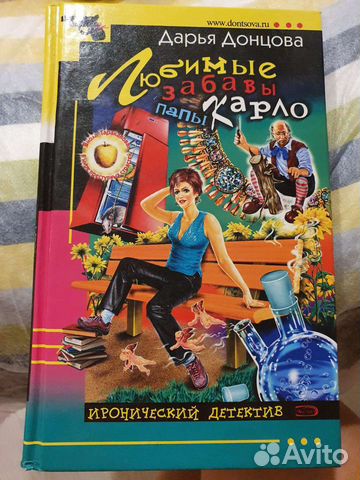 www.dontsova.ru
Дарья Донцова
Любимые
забавы
папы
Карло
ИРОНИЧЕСКИЙ ДЕТЕКТИВ
Avito